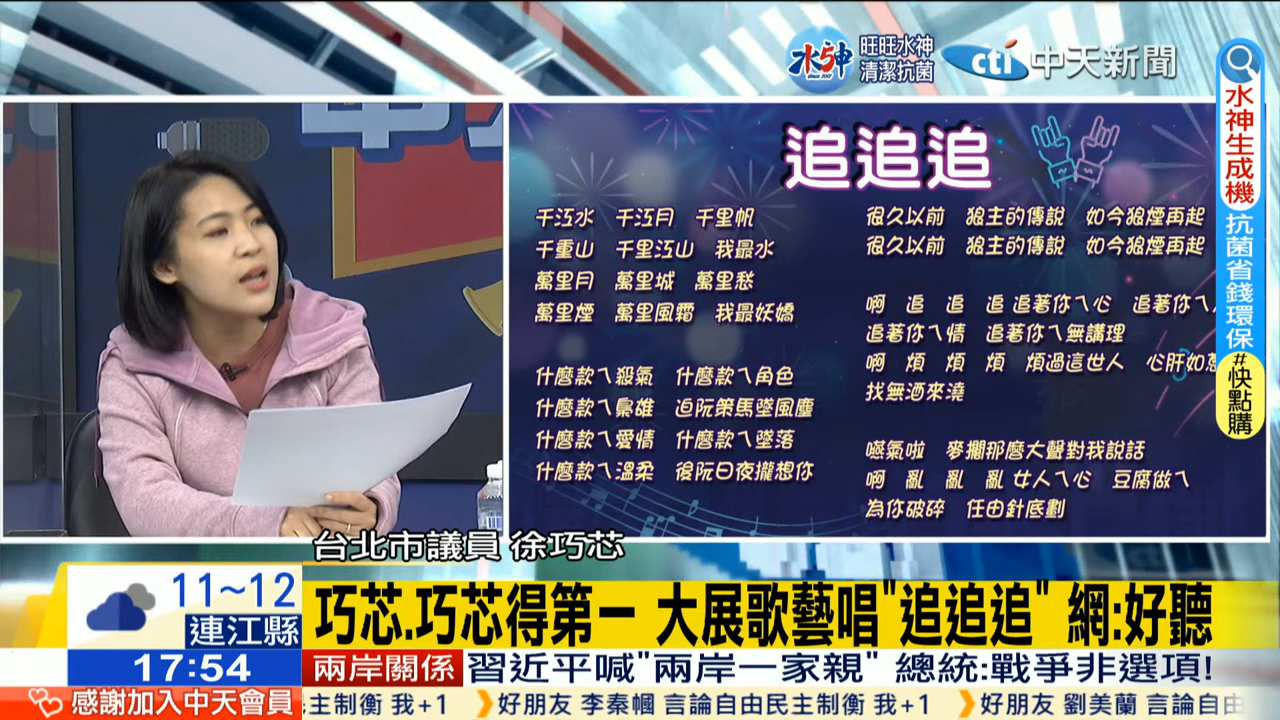 水神
since 2017
旺旺水神
清潔抗菌
cti 中天新聞
水神生成機
抗菌省錢環保
#快點購
追追追
千江水 千江月 千里帆
千重山 千里江山 我最水
萬里月 萬里城 萬里愁
萬里煙 萬里風霜 我最妖嬌
什麼款ㄟ殺氣 什麼款ㄟ角色
什麼款ㄟ梟雄 迫阮策馬墜風塵
什麼款ㄟ愛情 什麼款ㄟ墜落
什麼款ㄟ溫柔 後阮日夜攏想你
很久以前 狼主的傳說 如今狼煙再起
很久以前 狼主的傳說 如今狼煙再起
啊 追 追 追 追著你ㄟ心 追著你ㄟ
追著你ㄟ情 追著你ㄟ無講理
啊 煩 煩 煩 煩過這世人 心肝如
找無酒來澆
嗯氣啦 麥擱那麼大聲對我說話
啊 亂 亂 亂 女人ㄟ心 豆腐做ㄟ
為你破碎 任由針底劃
台北市議員 徐巧芯
11~12
連江縣
17:54
巧芯.巧芯得第一 大展歌藝唱"追追追" 網:好聽
兩岸關係 習近平喊"兩岸一家親" 總統:戰爭非選項!
感謝加入中天會員 主制衡 我+1 》好朋友 李秦幗 言論自由民主制衡 我+1 》好朋友 劉美蘭 言論自由